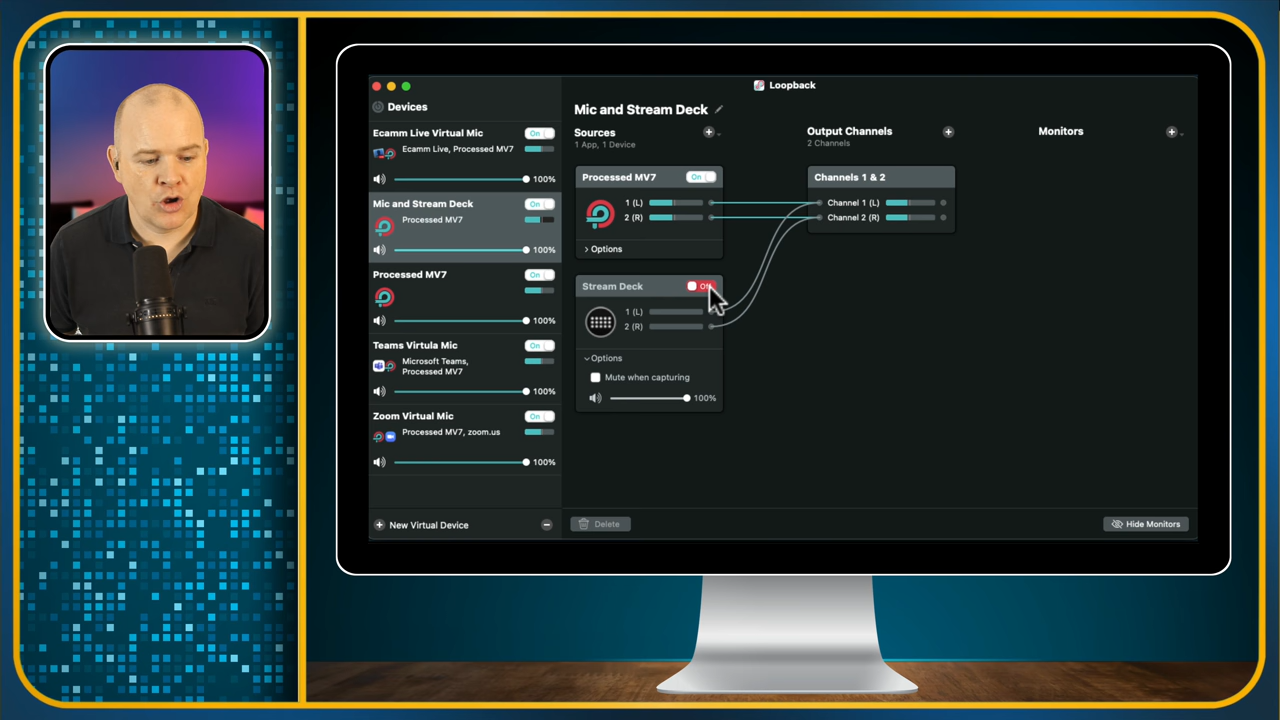 Loopback
Devices
Ecamm Live Virtual Mic
On
Ecamm Live, Processed MV7
100%
Mic and Stream Deck
On
Processed MV7
100%
Processed MV7
On
100%
Teams Virtula Mic
On
Microsoft Teams,
Processed MV7
100%
Zoom Virtual Mic
On
Processed MV7, zoom.us
100%
New Virtual Device
Mic and Stream Deck
Sources
1 App, 1 Device
Processed MV7
On
1 (L)
2 (R)
Options
Stream Deck
Off
1 (L)
2 (R)
Options
Mute when capturing
100%
Delete
Output Channels
2 Channels
Channels 1 & 2
Channel 1 (L)
Channel 2 (R)
Monitors
Hide Monitors